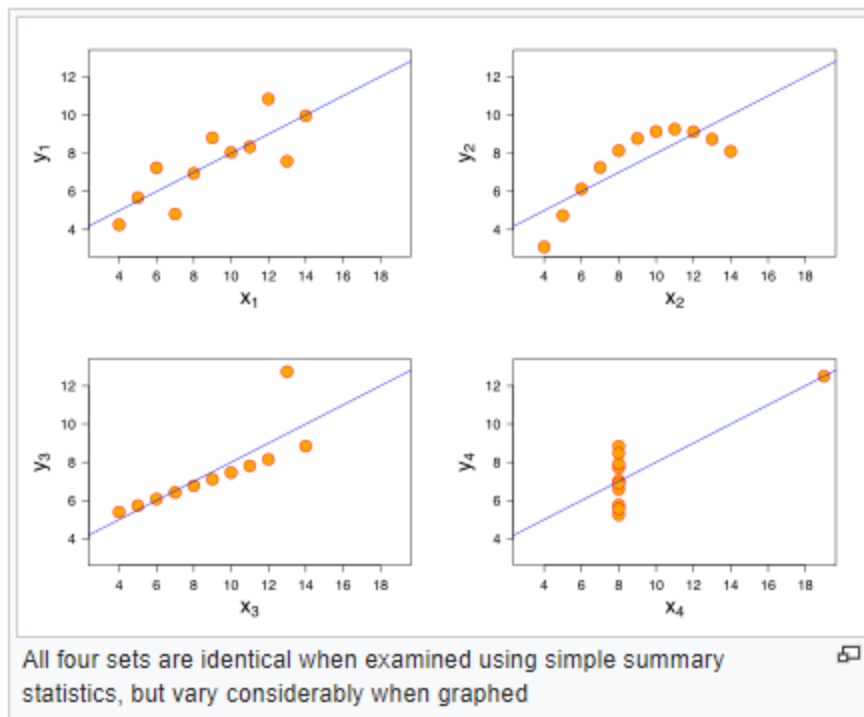 12
10
8
6
4
y₁
4 6 8 10 12 14 16 18
x₁
12
10
8
6
4
y₂
4 6 8 10 12 14 16 18
x₂
12
10
8
6
4
y₃
4 6 8 10 12 14 16 18
x₃
12
10
8
6
4
y₄
4 6 8 10 12 14 16 18
x₄
All four sets are identical when examined using simple summary
statistics, but vary considerably when graphed